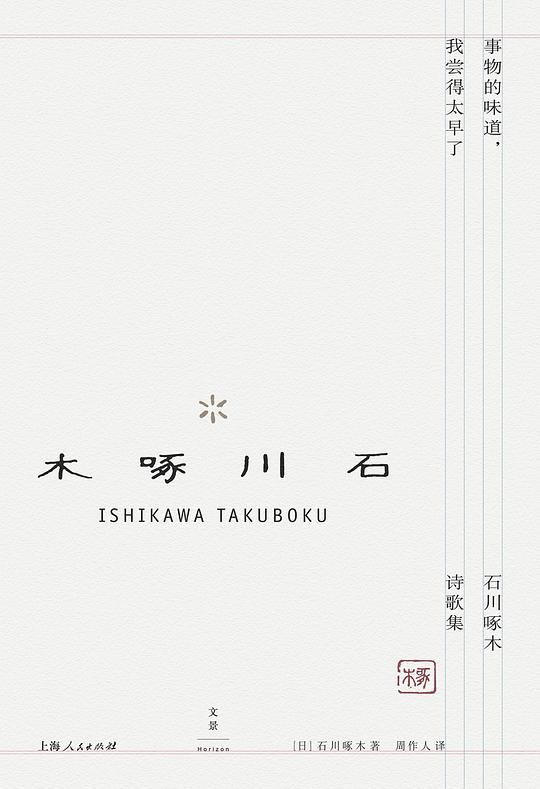 事物的味道，
我尝得太早了
石川啄木
诗歌集
木啄川石
ISHIKAWA TAKUBOKU
啄木
文景
Horizon
上海人民出版社
[日]石川啄木著 周作人译